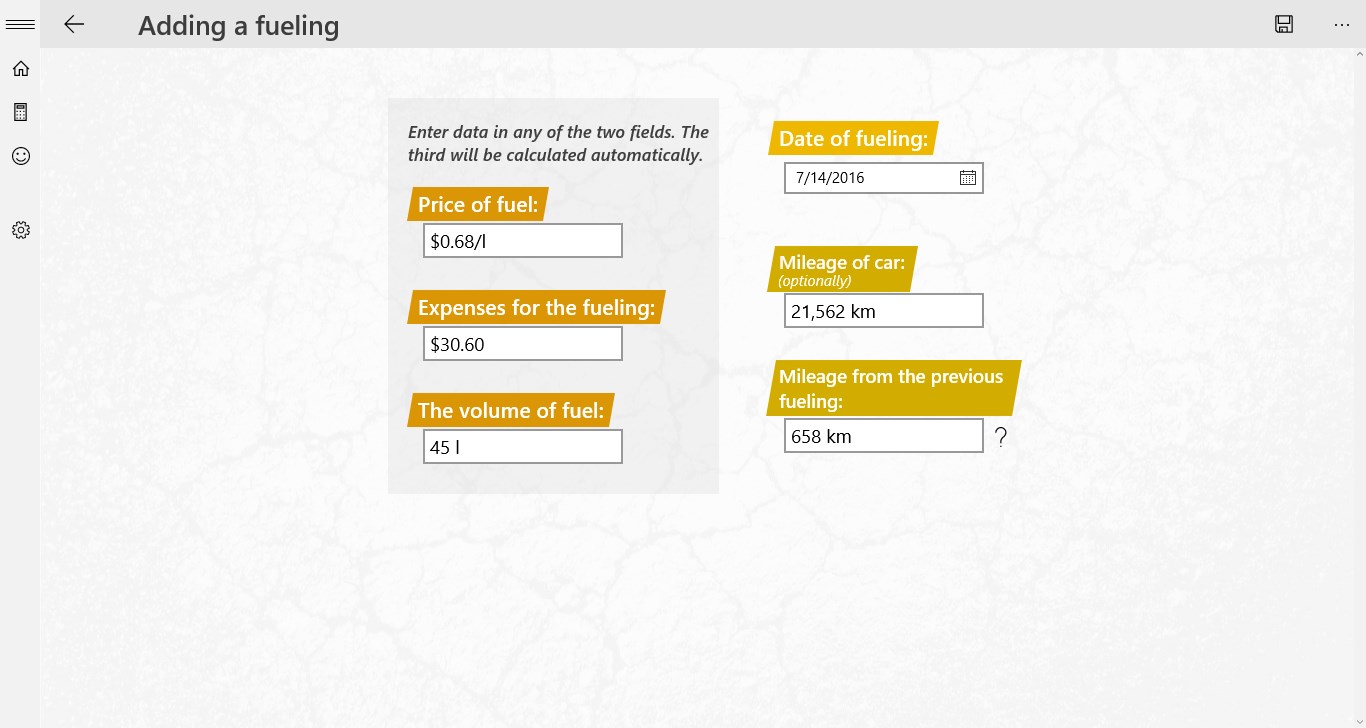 Adding a fueling
Enter data in any of the two fields. The
third will be calculated automatically.
Price of fuel:
$0.68/l
Expenses for the fueling:
$30.60
The volume of fuel:
45 l
Date of fueling:
7/14/2016
Mileage of car:
(optionally)
21,562 km
Mileage from the previous
fueling:
658 km
?